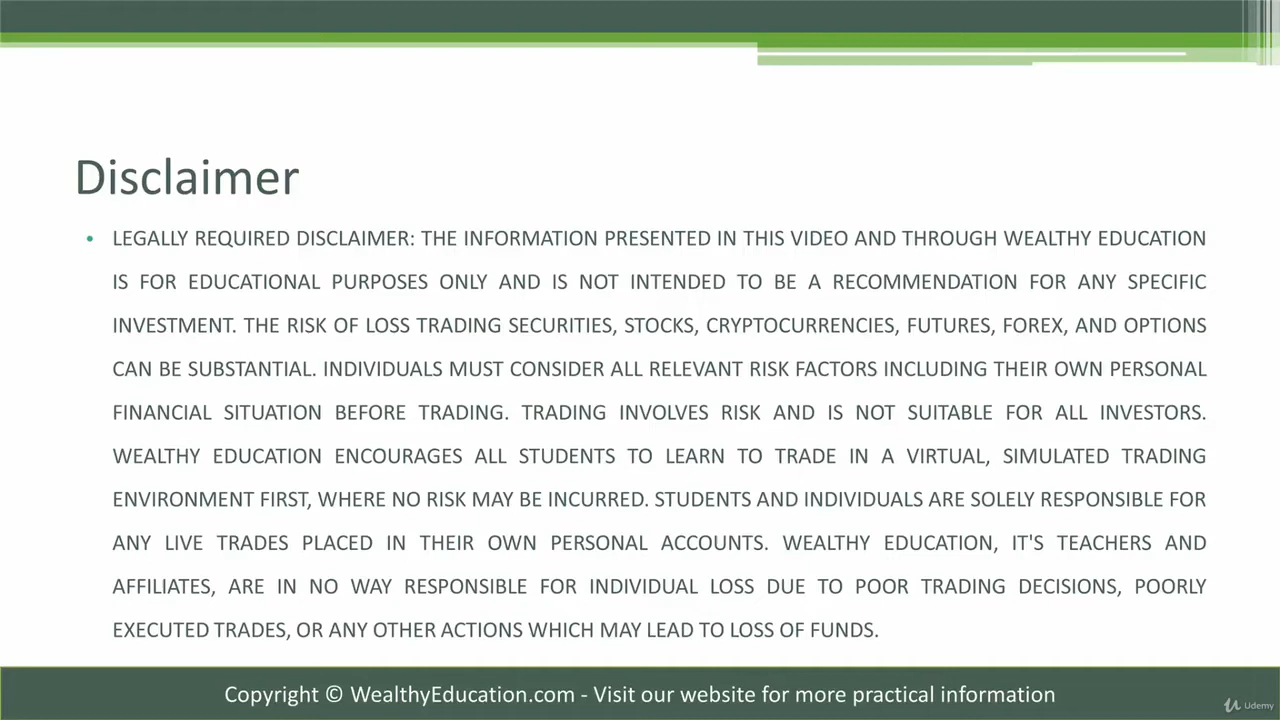 Disclaimer
• LEGALLY REQUIRED DISCLAIMER: THE INFORMATION PRESENTED IN THIS VIDEO AND THROUGH WEALTHY EDUCATION
IS FOR EDUCATIONAL PURPOSES ONLY AND IS NOT INTENDED TO BE A RECOMMENDATION FOR ANY SPECIFIC
INVESTMENT. THE RISK OF LOSS TRADING SECURITIES, STOCKS, CRYPTOCURRENCIES, FUTURES, FOREX, AND OPTIONS
CAN BE SUBSTANTIAL. INDIVIDUALS MUST CONSIDER ALL RELEVANT RISK FACTORS INCLUDING THEIR OWN PERSONAL
FINANCIAL SITUATION BEFORE TRADING. TRADING INVOLVES RISK AND IS NOT SUITABLE FOR ALL INVESTORS.
WEALTHY EDUCATION ENCOURAGES ALL STUDENTS TO LEARN TO TRADE IN A VIRTUAL, SIMULATED TRADING
ENVIRONMENT FIRST, WHERE NO RISK MAY BE INCURRED. STUDENTS AND INDIVIDUALS ARE SOLELY RESPONSIBLE FOR
ANY LIVE TRADES PLACED IN THEIR OWN PERSONAL ACCOUNTS. WEALTHY EDUCATION, IT'S TEACHERS AND
AFFILIATES, ARE IN NO WAY RESPONSIBLE FOR INDIVIDUAL LOSS DUE TO POOR TRADING DECISIONS, POORLY
EXECUTED TRADES, OR ANY OTHER ACTIONS WHICH MAY LEAD TO LOSS OF FUNDS.
Copyright © WealthyEducation.com - Visit our website for more practical information
Udemy